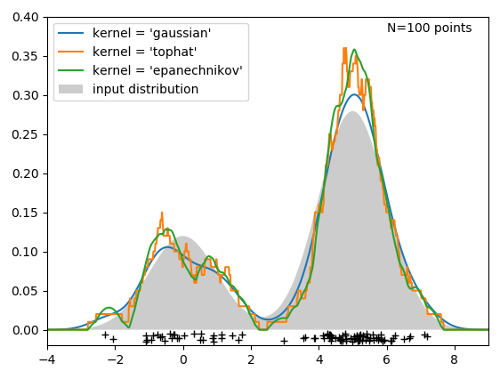 kernel = 'gaussian'
kernel = 'tophat'
kernel = 'epanechnikov'
input distribution
N=100 points
0.40
0.35
0.30
0.25
0.20
0.15
0.10
0.05
0.00
−4 −2 0 2 4 6 8